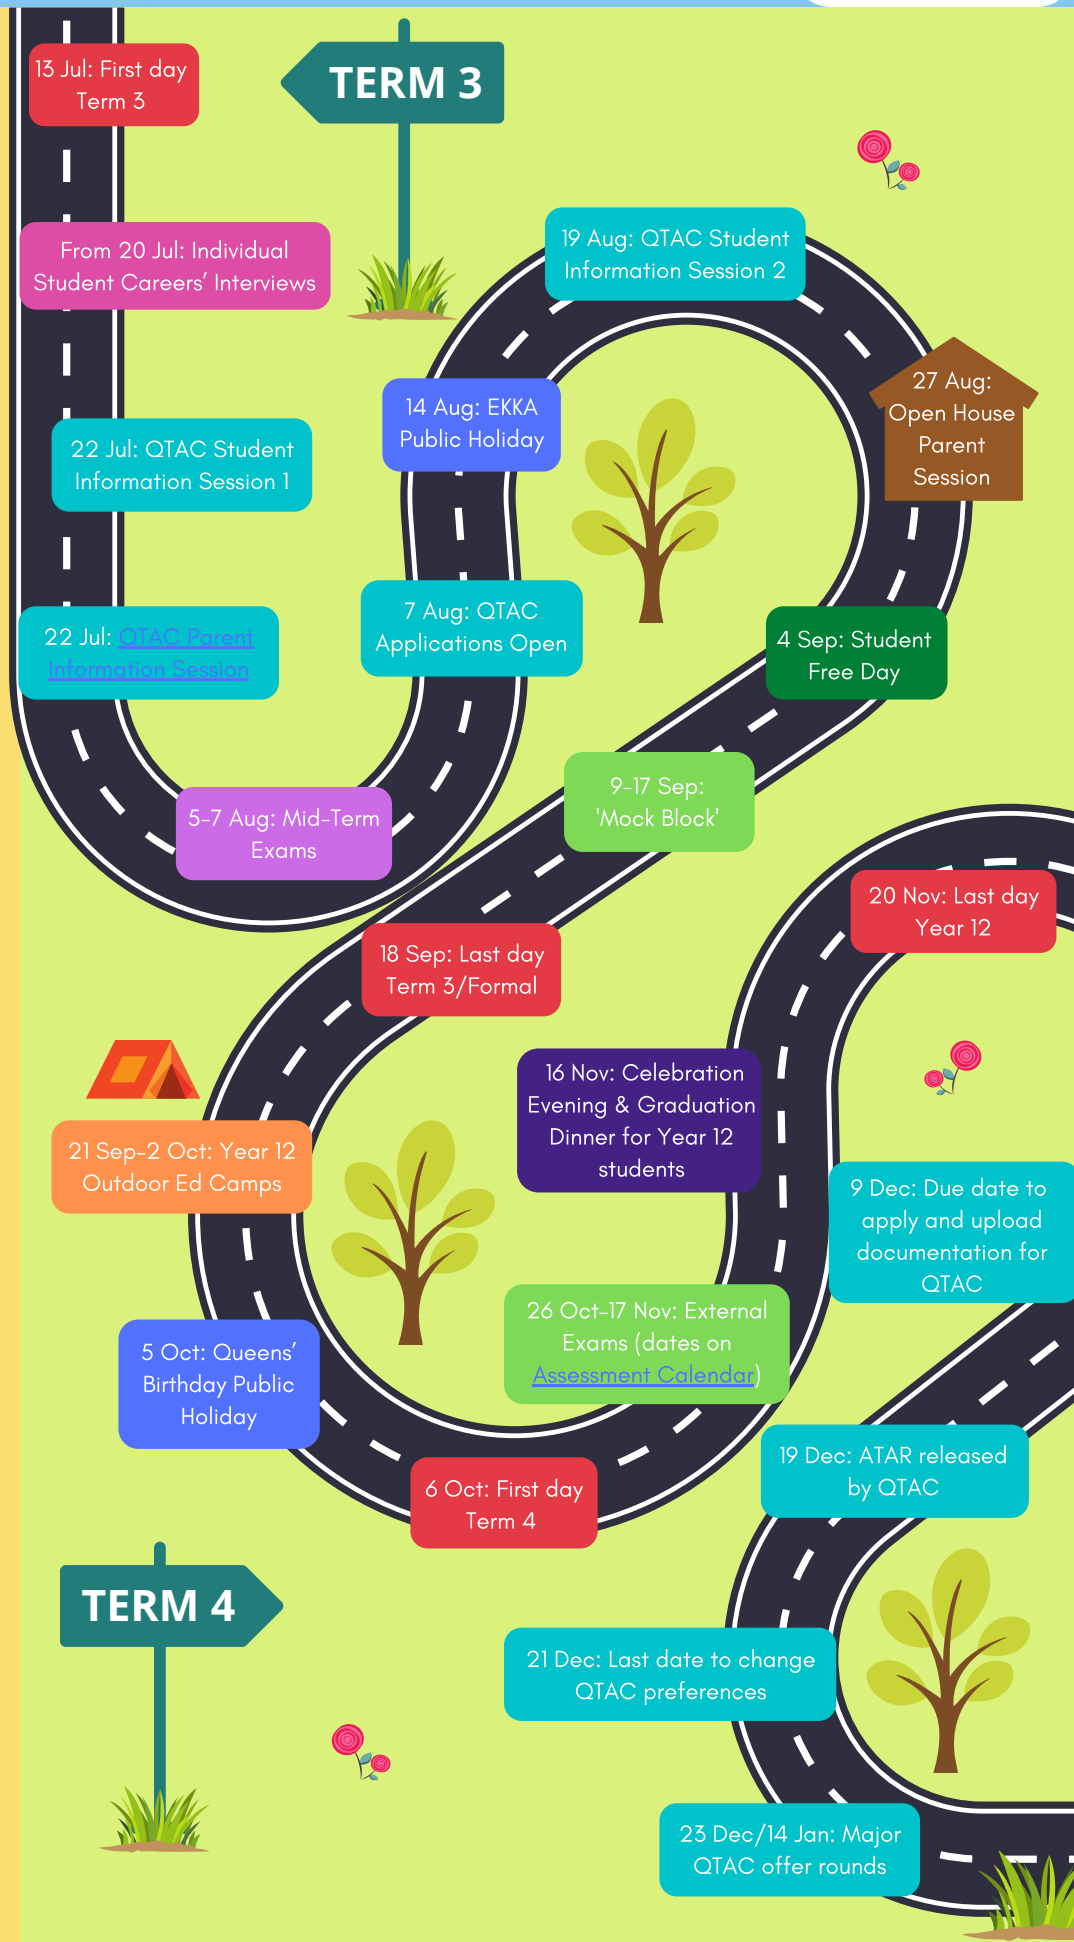 TERM 3
13 Jul: First day
Term 3
From 20 Jul: Individual
Student Careers’ Interviews
22 Jul: QTAC Student
Information Session 1
22 Jul: QTAC Parent
Information Session
5-7 Aug: Mid-Term
Exams
7 Aug: QTAC
Applications Open
14 Aug: EKKA
Public Holiday
19 Aug: QTAC Student
Information Session 2
27 Aug:
Open House
Parent
Session
4 Sep: Student
Free Day
9-17 Sep:
'Mock Block'
18 Sep: Last day
Term 3/Formal
21 Sep-2 Oct: Year 12
Outdoor Ed Camps
5 Oct: Queens’
Birthday Public
Holiday
TERM 4
6 Oct: First day
Term 4
26 Oct-17 Nov: External
Exams (dates on
Assessment Calendar)
16 Nov: Celebration
Evening & Graduation
Dinner for Year 12
students
20 Nov: Last day
Year 12
9 Dec: Due date to
apply and upload
documentation for
QTAC
19 Dec: ATAR released
by QTAC
21 Dec: Last date to change
QTAC preferences
23 Dec/14 Jan: Major
QTAC offer rounds